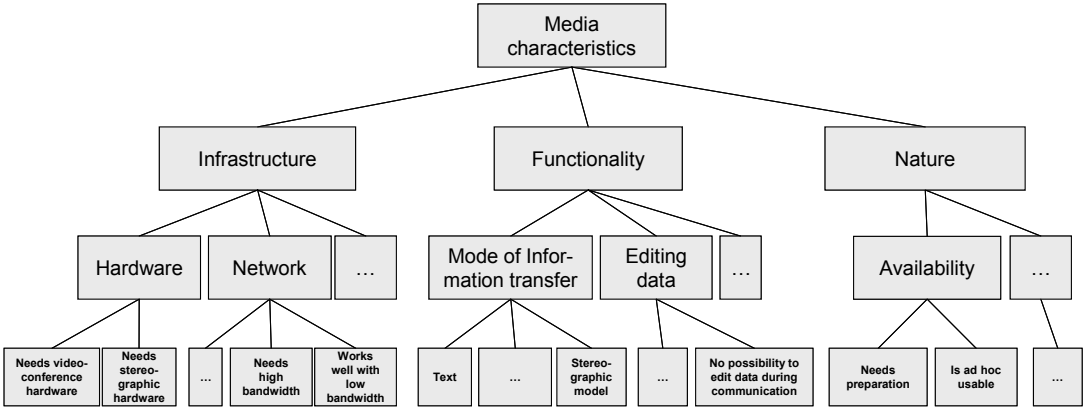 Media
characteristics
Infrastructure
Functionality
Nature
Hardware
Network
…
Mode of Infor-
mation transfer
Editing
data
…
Availability
…
Needs video-
conference
hardware
Needs
stereo-
graphic
hardware
…
Needs
high
bandwidth
Works
well with
low
bandwidth
Text
…
Stereo-
graphic
model
…
No possibility to
edit data during
communication
Needs
preparation
Is ad hoc
usable
…